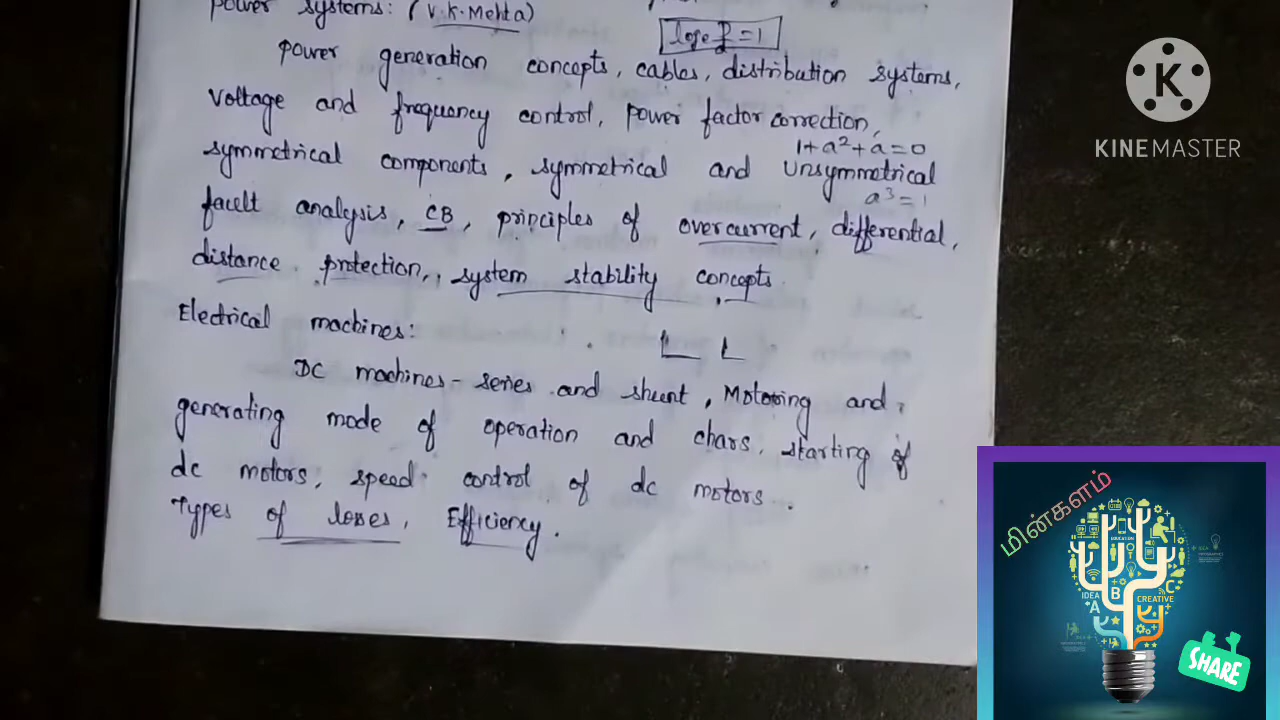 power systems: (V.K.Mehta)
loge D/d = 1
power generation concepts, cables, distribution systems,
voltage and frequency control, power factor correction,
1+a²+a=0
symmetrical components, symmetrical and Unsymmetrical
a³=1
fault analysis, CB, principles of overcurrent, differential,
distance protection, system stability concepts
Electrical machines:
DC machines - series and shunt, Motoring and
generating mode of operation and chars, starting of
dc motors, speed control of dc motors.
Types of losses, Efficiency.
K
KINEMASTER
மின்களம்
EDUCATION
IDEA
A
B
C
CREATIVE
SHARE